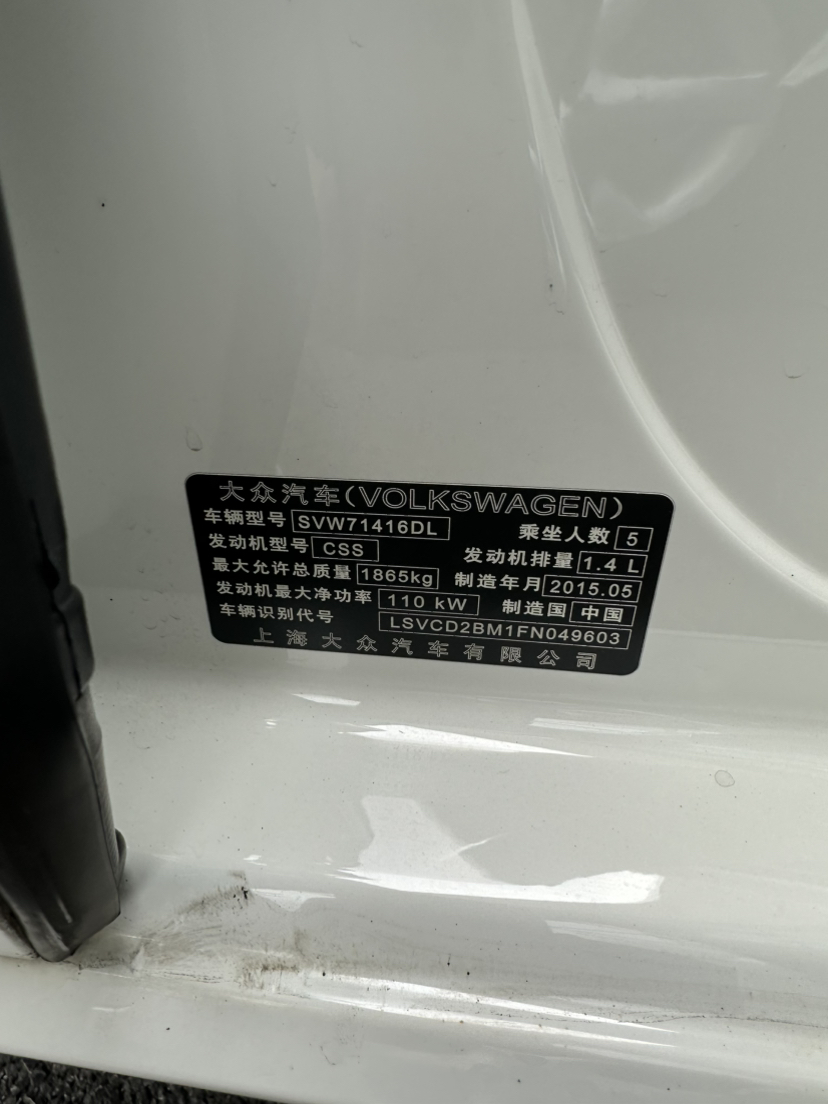 大众汽车(VOLKSWAGEN)
车辆型号 SVW71416DL 乘坐人数 5
发动机型号 CSS 发动机排量 1.4 L
最大允许总质量 1865kg 制造年月 2015.05
发动机最大净功率 110 kW 制造国 中国
车辆识别代号 LSVCD2BM1FN049603
上海大众汽车有限公司